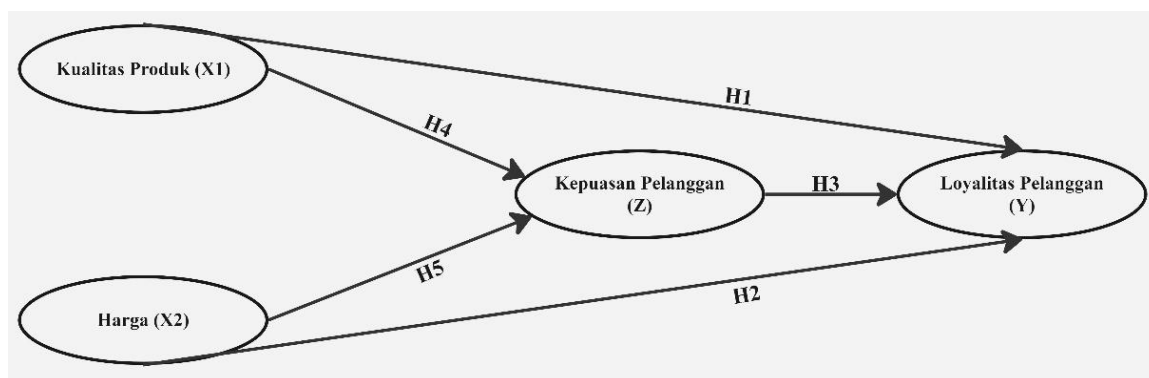 Kualitas Produk (X1)
H1
H4
Kepuasan Pelanggan
(Z)
H3
Loyalitas Pelanggan
(Y)
H5
H2
Harga (X2)